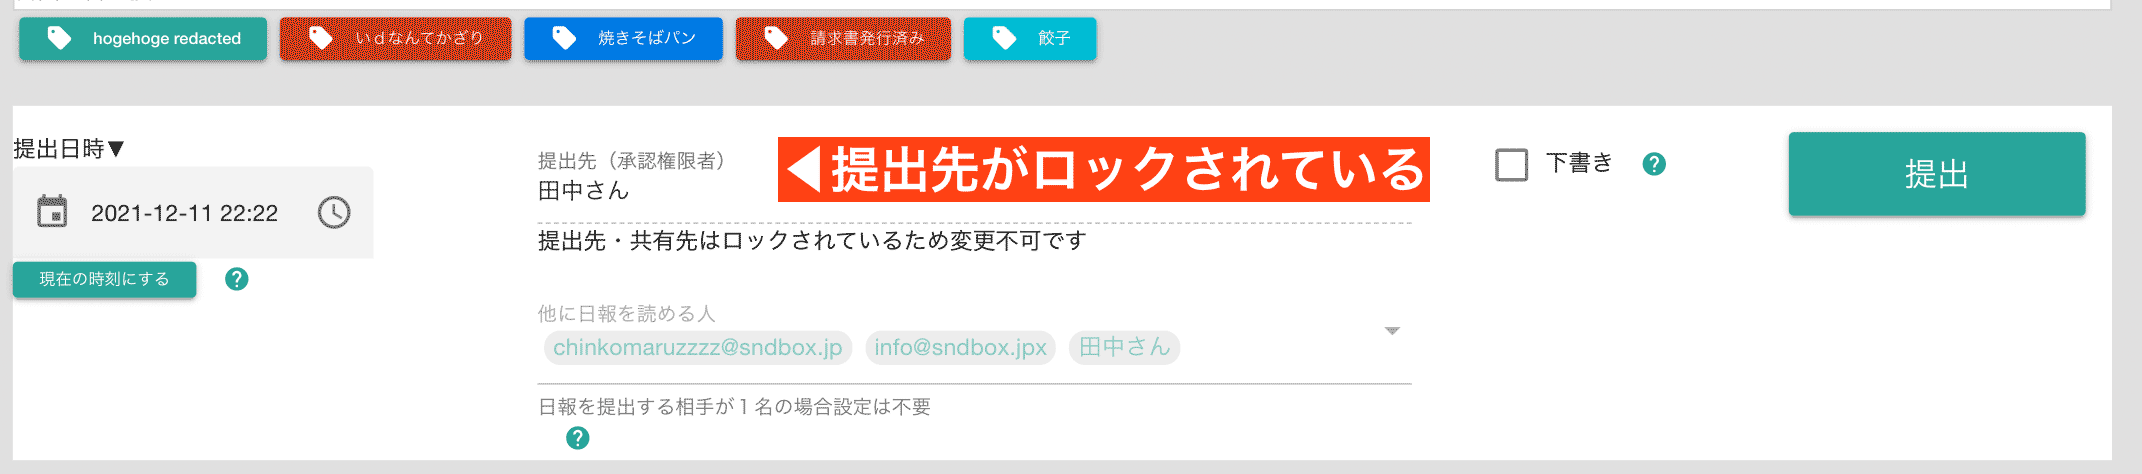 hogehoge redacted
いdなんてかざり
焼きそばパン
請求書発行済み
餃子
提出日時▼
2021-12-11 22:22
現在の時刻にする
提出先（承認権限者）
田中さん
◀提出先がロックされている
提出先・共有先はロックされているため変更不可です
他に日報を読める人
chinkomaruzzzz@sndbox.jp
info@sndbox.jpx
田中さん
日報を提出する相手が１名の場合設定は不要
下書き
提出